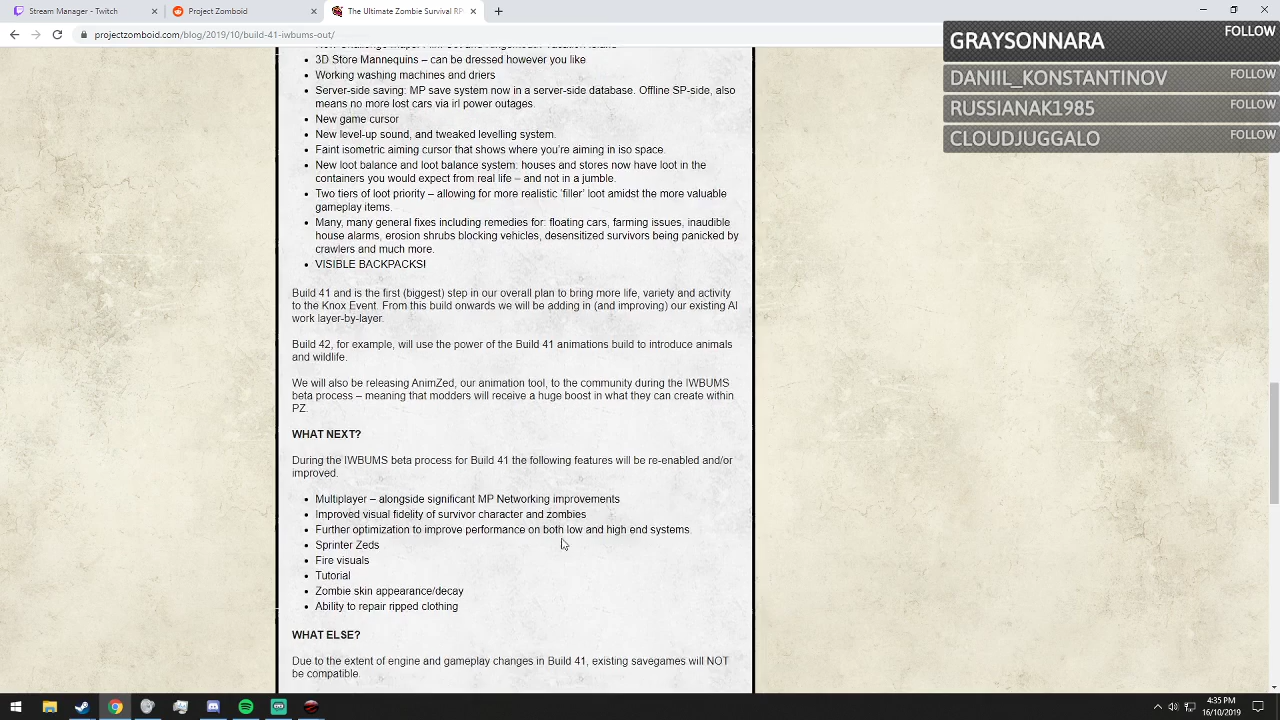 Stream Manager - Twitch
Project Zomboid
The Ultimate Zombie Survival RP
projectzomboid.com/blog/2019/10/build-41-iwbums-out/
GRAYSONNARA FOLLOW
DANIIL_KONSTANTINOV FOLLOW
RUSSIANAK1985 FOLLOW
CLOUDJUGGALO FOLLOW
3D Store Mannequins – can be dressed however you like
Working washing machines and driers
Server-side saving: MP save system now in a server-side database. Offline SP-side, also
means no more lost cars via irl power outages.
New game cursor
New level-up sound, and tweaked levelling system.
Faint isometric aiming cursor that shows where you're aiming in iso space.
New loot balance and loot balance system: houses and stores now have loot in the
containers you would expect from real life – and not in a jumble.
Two tiers of loot priority – allowing for more realistic 'filler' loot amidst the more valuable
gameplay items.
Many, many general fixes including remedies for: floating cars, farming issues, inaudible
house alarms, erosion shrubs blocking vehicles, desensitized survivors being panicked by
crawlers and much more.
VISIBLE BACKPACKS!
Build 41 and is the first (biggest) step in our overall plan to bring more life, variety and activity
to the Knox Event. From this build onwards we will be adding in (and improving) our existing AI
work layer-by-layer.
Build 42, for example, will use the power of the Build 41 animations build to introduce animals
and wildlife.
We will also be releasing AnimZed, our animation tool, to the community during the IWBUMS
beta process – meaning that modders will receive a huge boost in what they can create within
PZ.
WHAT NEXT?
During the IWBUMS beta process for Build 41 the following features will be re-enabled and/or
improved.
Multiplayer – alongside significant MP Networking improvements
Improved visual fidelity of survivor character and zombies
Further optimization to improve performance on both low and high end systems.
Sprinter Zeds
Fire visuals
Tutorial
Zombie skin appearance/decay
Ability to repair ripped clothing
WHAT ELSE?
Due to the extent of engine and gameplay changes in Build 41, existing savegames will NOT
be compatible.
4:35 PM
16/10/2019